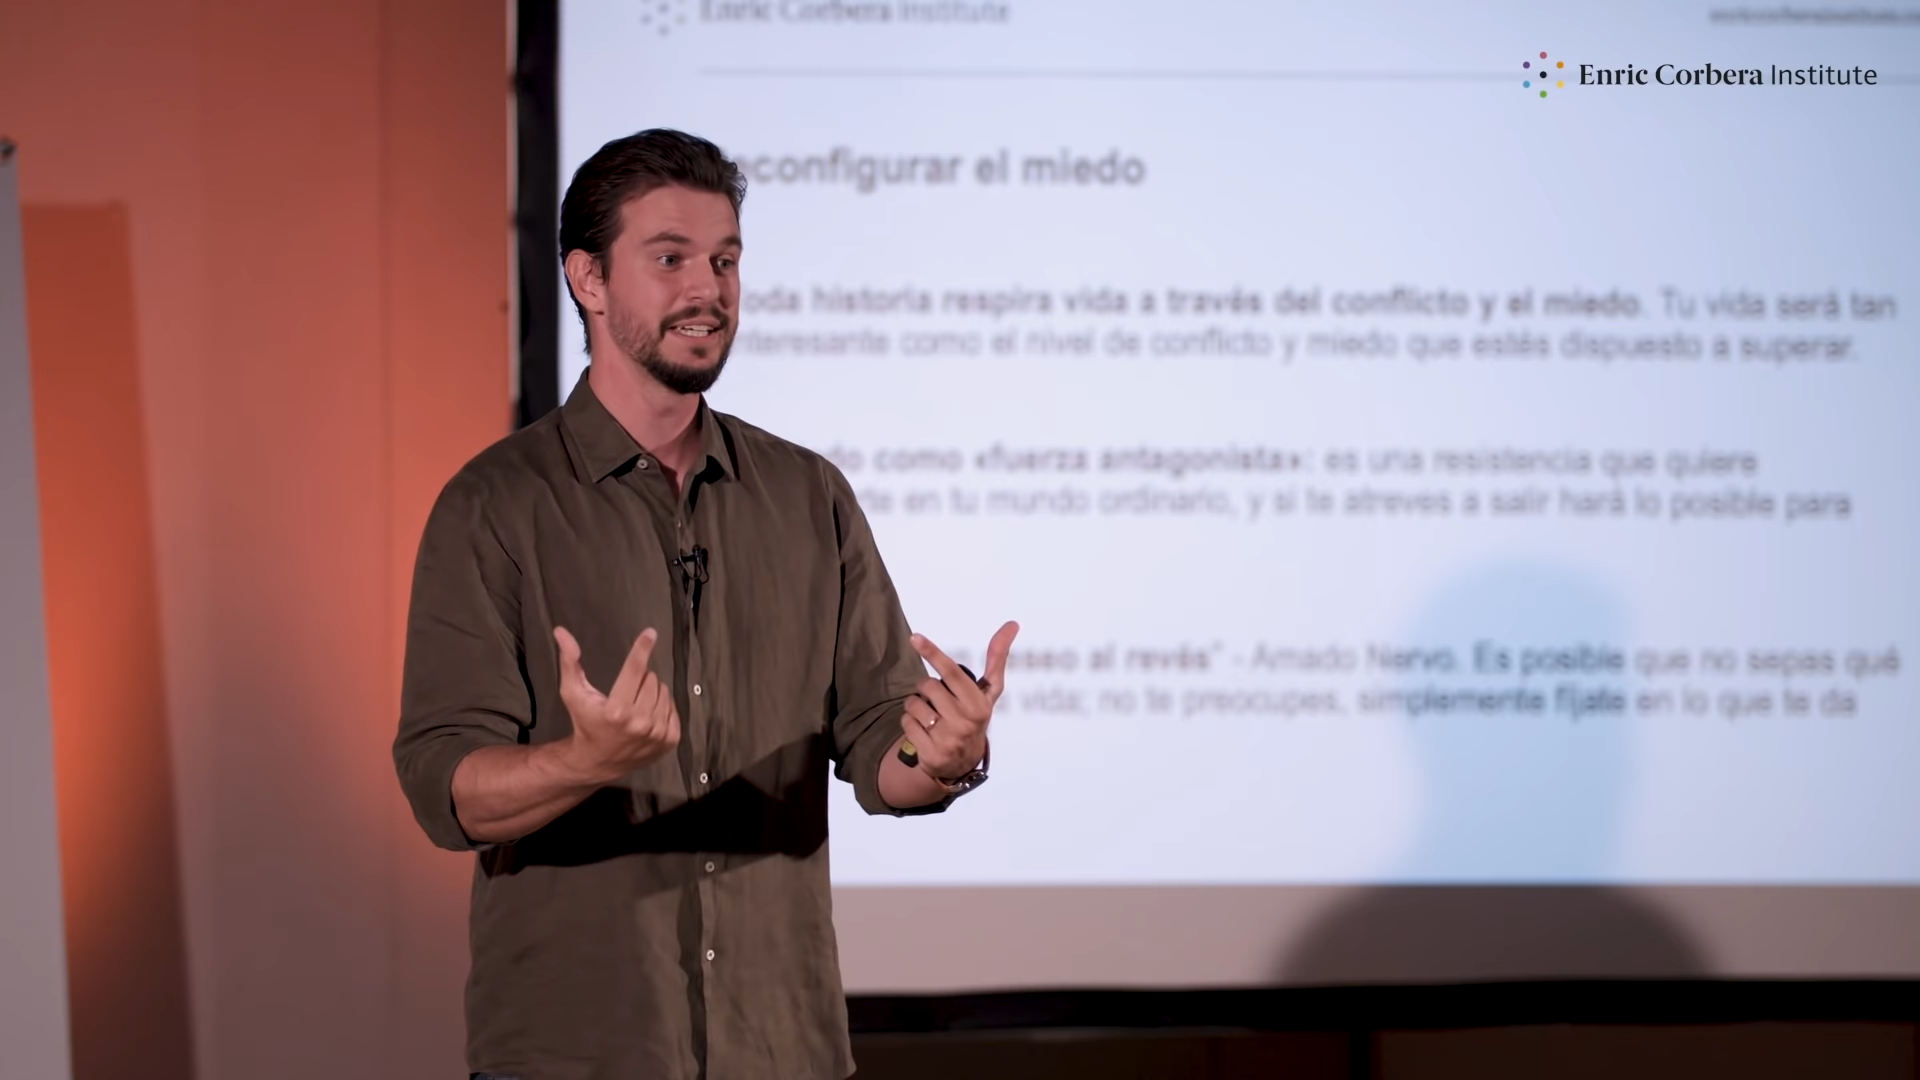 Enric Corbera Institute
Enric Corbera Institute
econfigurar el miedo
oda historia respira vida a través del conflicto y el miedo. Tu vida será tan
nteresante como el nivel de conflicto y miedo que estés dispuesto a superar.
do como «fuerza antagonista»: es una resistencia que quiere
de en tu mundo ordinario, y si te atreves a salir hará lo posible para
eseo al revés" - Amado Nervo. Es posible que no sepas qué
vida; no te preocupes, simplemente fíjate en lo que te da